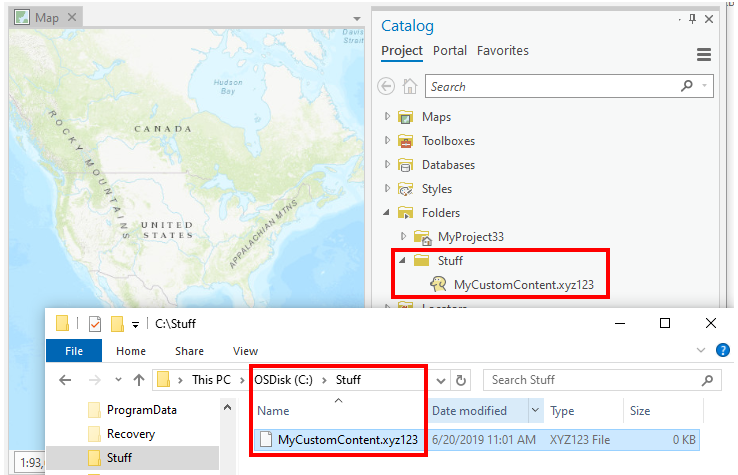 Map
Davis
Strait
Hudson
Bay
CANADA
ROCKY MOUNTAINS
UNITED
STATES
APPALACHIAN MTNS
Catalog
Project Portal Favorites
Search
Maps
Toolboxes
Databases
Styles
Folders
MyProject33
Stuff
MyCustomContent.xyz123
C:\Stuff
File Home Share View
This PC OSDisk (C:) Stuff
Search Stuff
Name Date modified Type Size
ProgramData
Recovery
Stuff
MyCustomContent.xyz123 6/20/2019 11:01 AM XYZ123 File 0 KB
1:93,